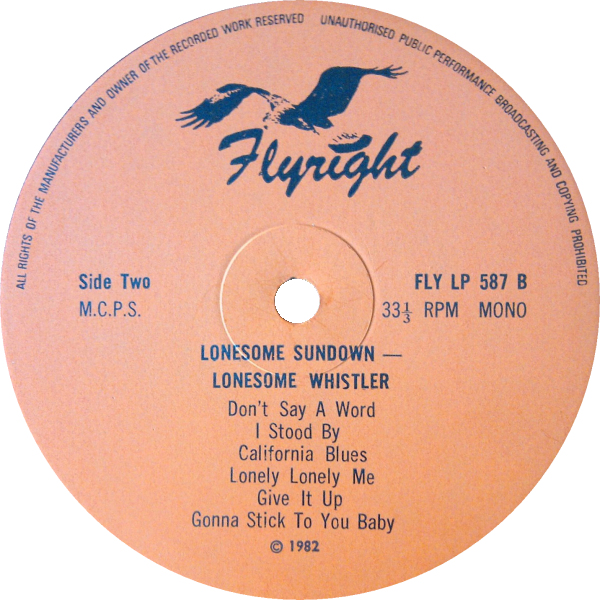 ALL RIGHTS OF THE MANUFACTURERS AND OWNER OF THE RECORDED WORK RESERVED UNAUTHORISED PUBLIC PERFORMANCE BROADCASTING AND COPYING PROHIBITED
Flyright
Side Two
FLY LP 587 B
M.C.P.S.
33⅓ RPM MONO
LONESOME SUNDOWN —
LONESOME WHISTLER
Don't Say A Word
I Stood By
California Blues
Lonely Lonely Me
Give It Up
Gonna Stick To You Baby
© 1982